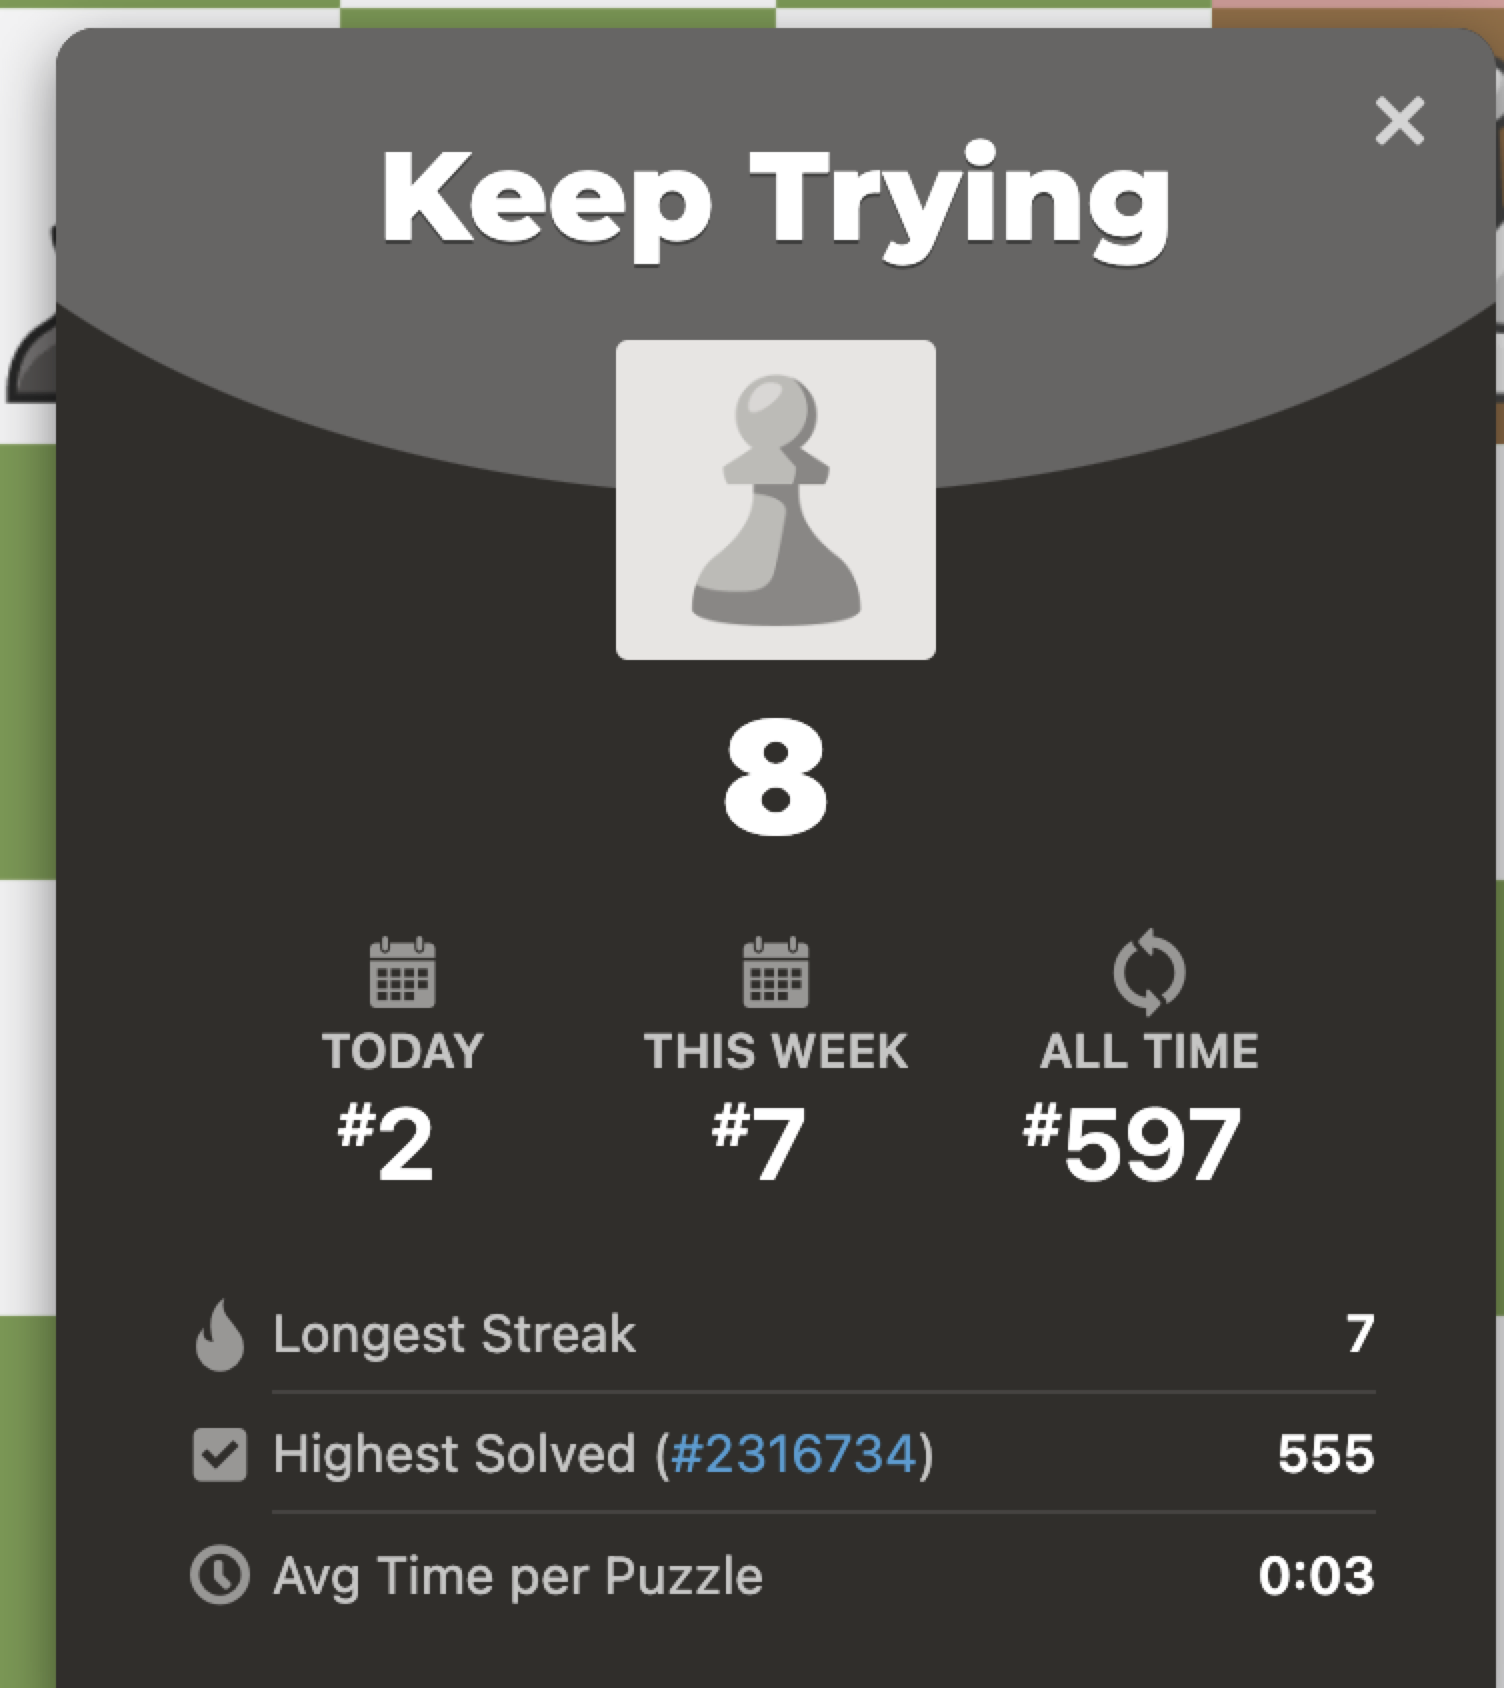 Keep Trying
8
TODAY THIS WEEK ALL TIME
#2 #7 #597
Longest Streak 7
Highest Solved (#2316734) 555
Avg Time per Puzzle 0:03